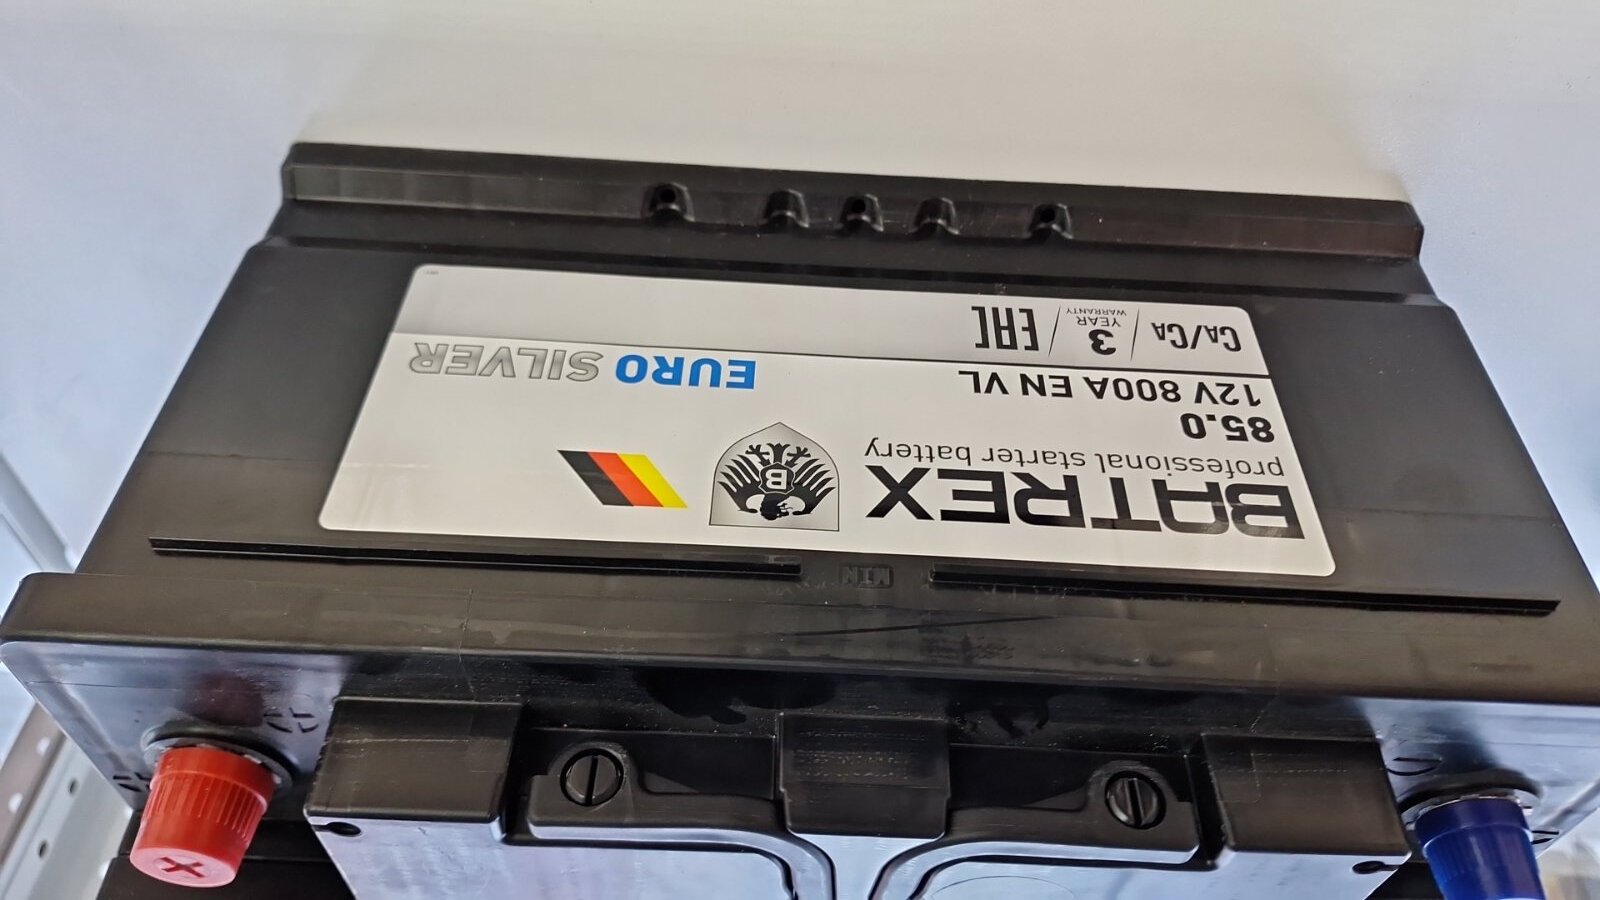 BATREX
professional starter battery
85.0
12V 800A EN VL
EURO SILVER
B
CA/CA
3
YEAR
WARRANTY
EAC
MIN
+